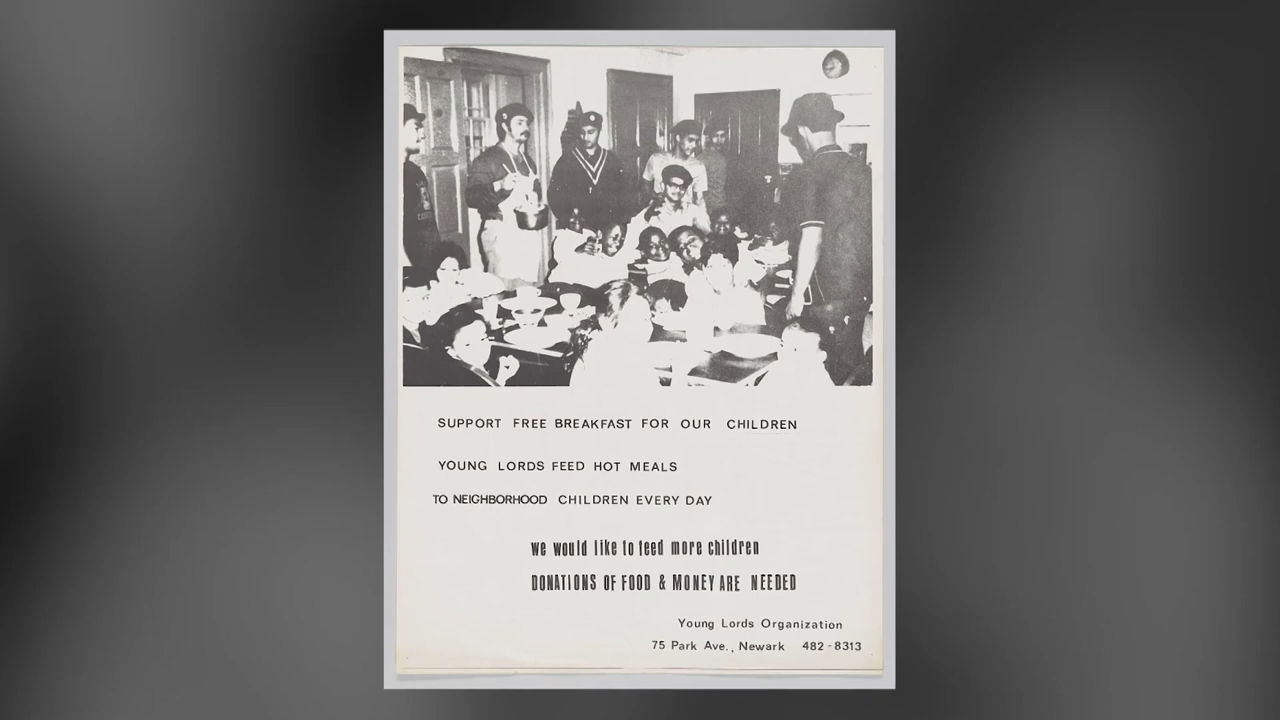 SUPPORT FREE BREAKFAST FOR OUR CHILDREN
YOUNG LORDS FEED HOT MEALS
TO NEIGHBORHOOD CHILDREN EVERY DAY
we would like to feed more children
DONATIONS OF FOOD & MONEY ARE NEEDED
Young Lords Organization
75 Park Ave., Newark 482-8313